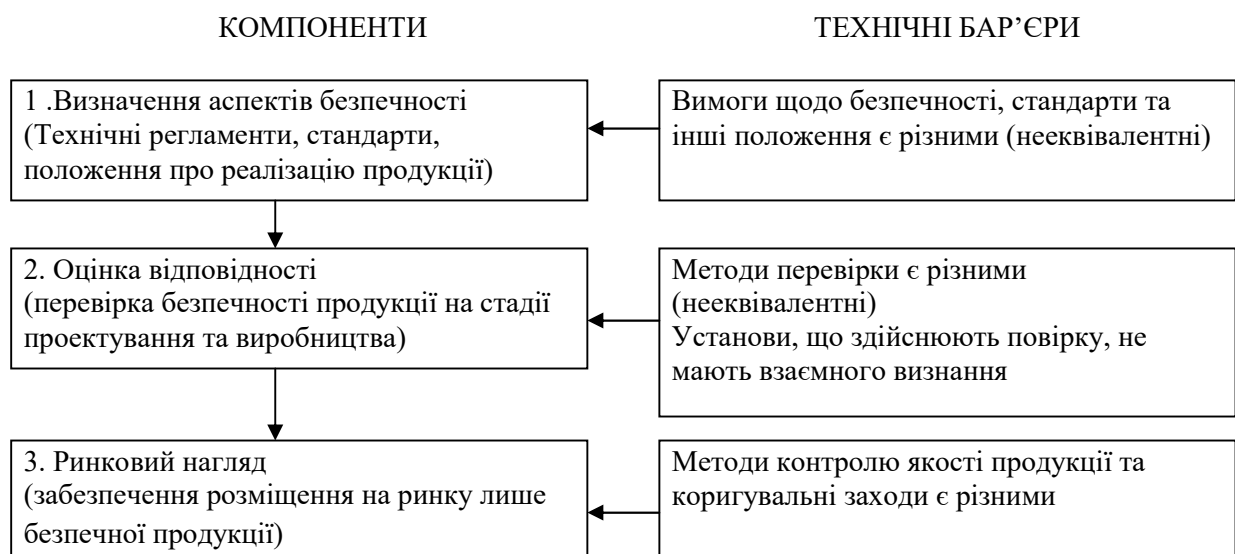 КОМПОНЕНТИ
ТЕХНІЧНІ БАР’ЄРИ
1 .Визначення аспектів безпечності
(Технічні регламенти, стандарти,
положення про реалізацію продукції)
Вимоги щодо безпечності, стандарти та
інші положення є різними (нееквівалентні)
2. Оцінка відповідності
(перевірка безпечності продукції на стадії
проектування та виробництва)
Методи перевірки є різними
(нееквівалентні)
Установи, що здійснюють повірку, не
мають взаємного визнання
3. Ринковий нагляд
(забезпечення розміщення на ринку лише
безпечної продукції)
Методи контролю якості продукції та
коригувальні заходи є різними